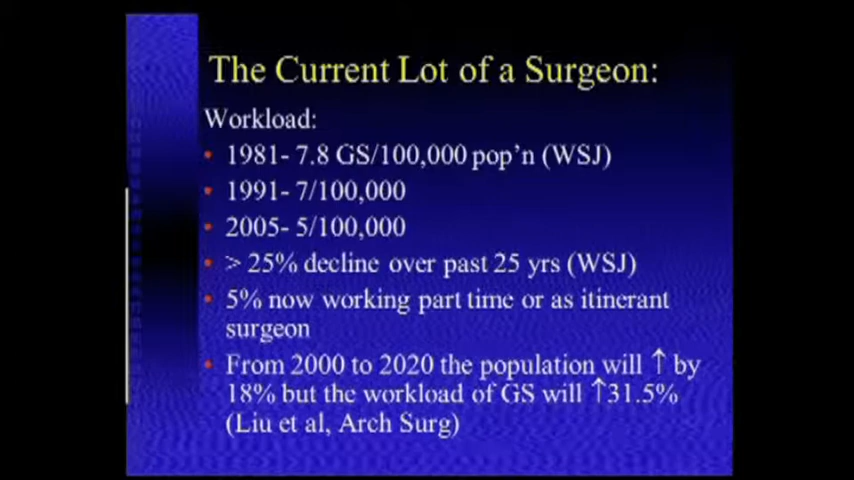 The Current Lot of a Surgeon:
Workload:
• 1981- 7.8 GS/100,000 pop’n (WSJ)
• 1991- 7/100,000
• 2005- 5/100,000
• > 25% decline over past 25 yrs (WSJ)
• 5% now working part time or as itinerant
surgeon
• From 2000 to 2020 the population will ↑ by
18% but the workload of GS will ↑31.5%
(Liu et al, Arch Surg)